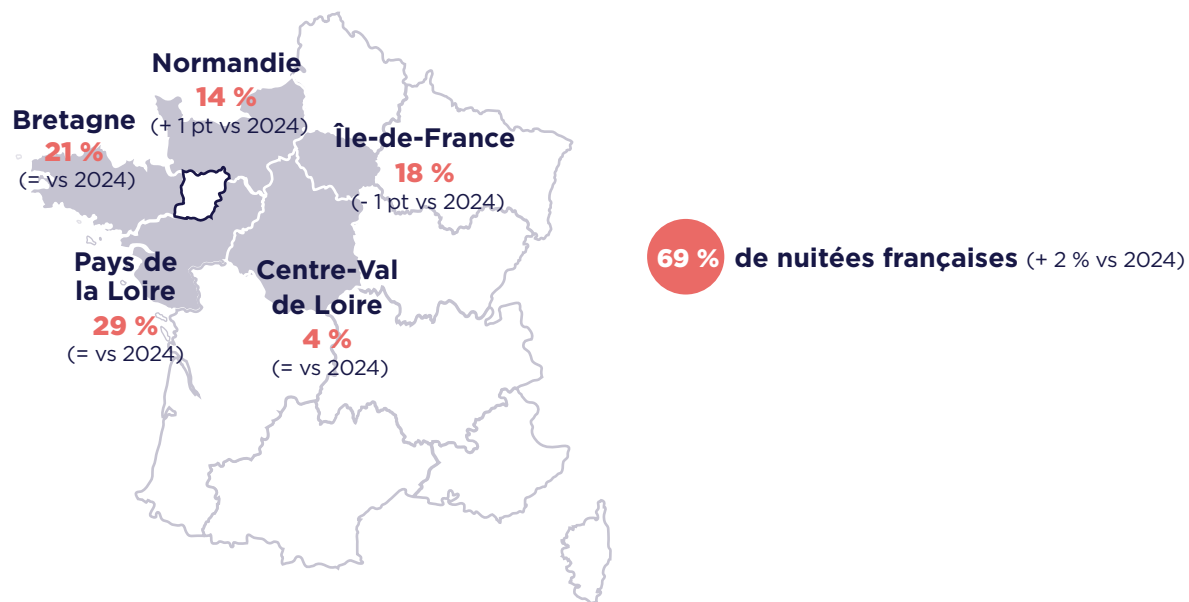 Normandie
14 %
(+ 1 pt vs 2024)
Bretagne
21 %
(= vs 2024)
Île-de-France
18 %
(- 1 pt vs 2024)
Pays de
la Loire
29 %
(= vs 2024)
Centre-Val
de Loire
4 %
(= vs 2024)
69 % de nuitées françaises (+ 2 % vs 2024)